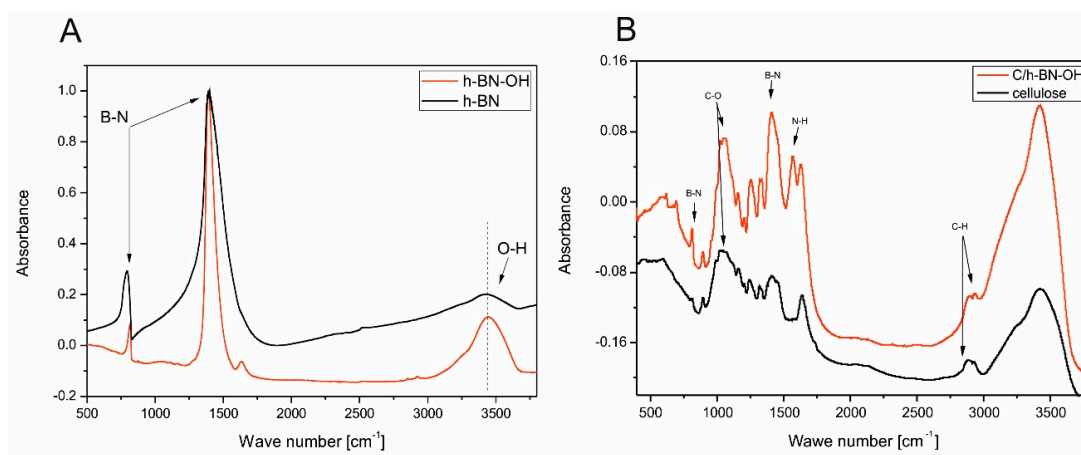 A
h-BN-OH
h-BN
B-N
O-H
Absorbance
1.0
0.8
0.6
0.4
0.2
0.0
-0.2
500 1000 1500 2000 2500 3000 3500
Wave number [cm-1]
B
C/h-BN-OH
cellulose
B-N
C-O
N-H
B-N
C-H
Absorbance
0.16
0.08
0.00
-0.08
-0.16
500 1000 1500 2000 2500 3000 3500
Wawe number [cm-1]